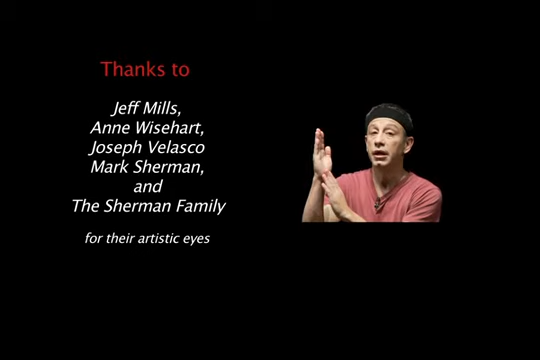 Thanks to
Jeff Mills,
Anne Wisehart,
Joseph Velasco
Mark Sherman,
and
The Sherman Family
for their artistic eyes